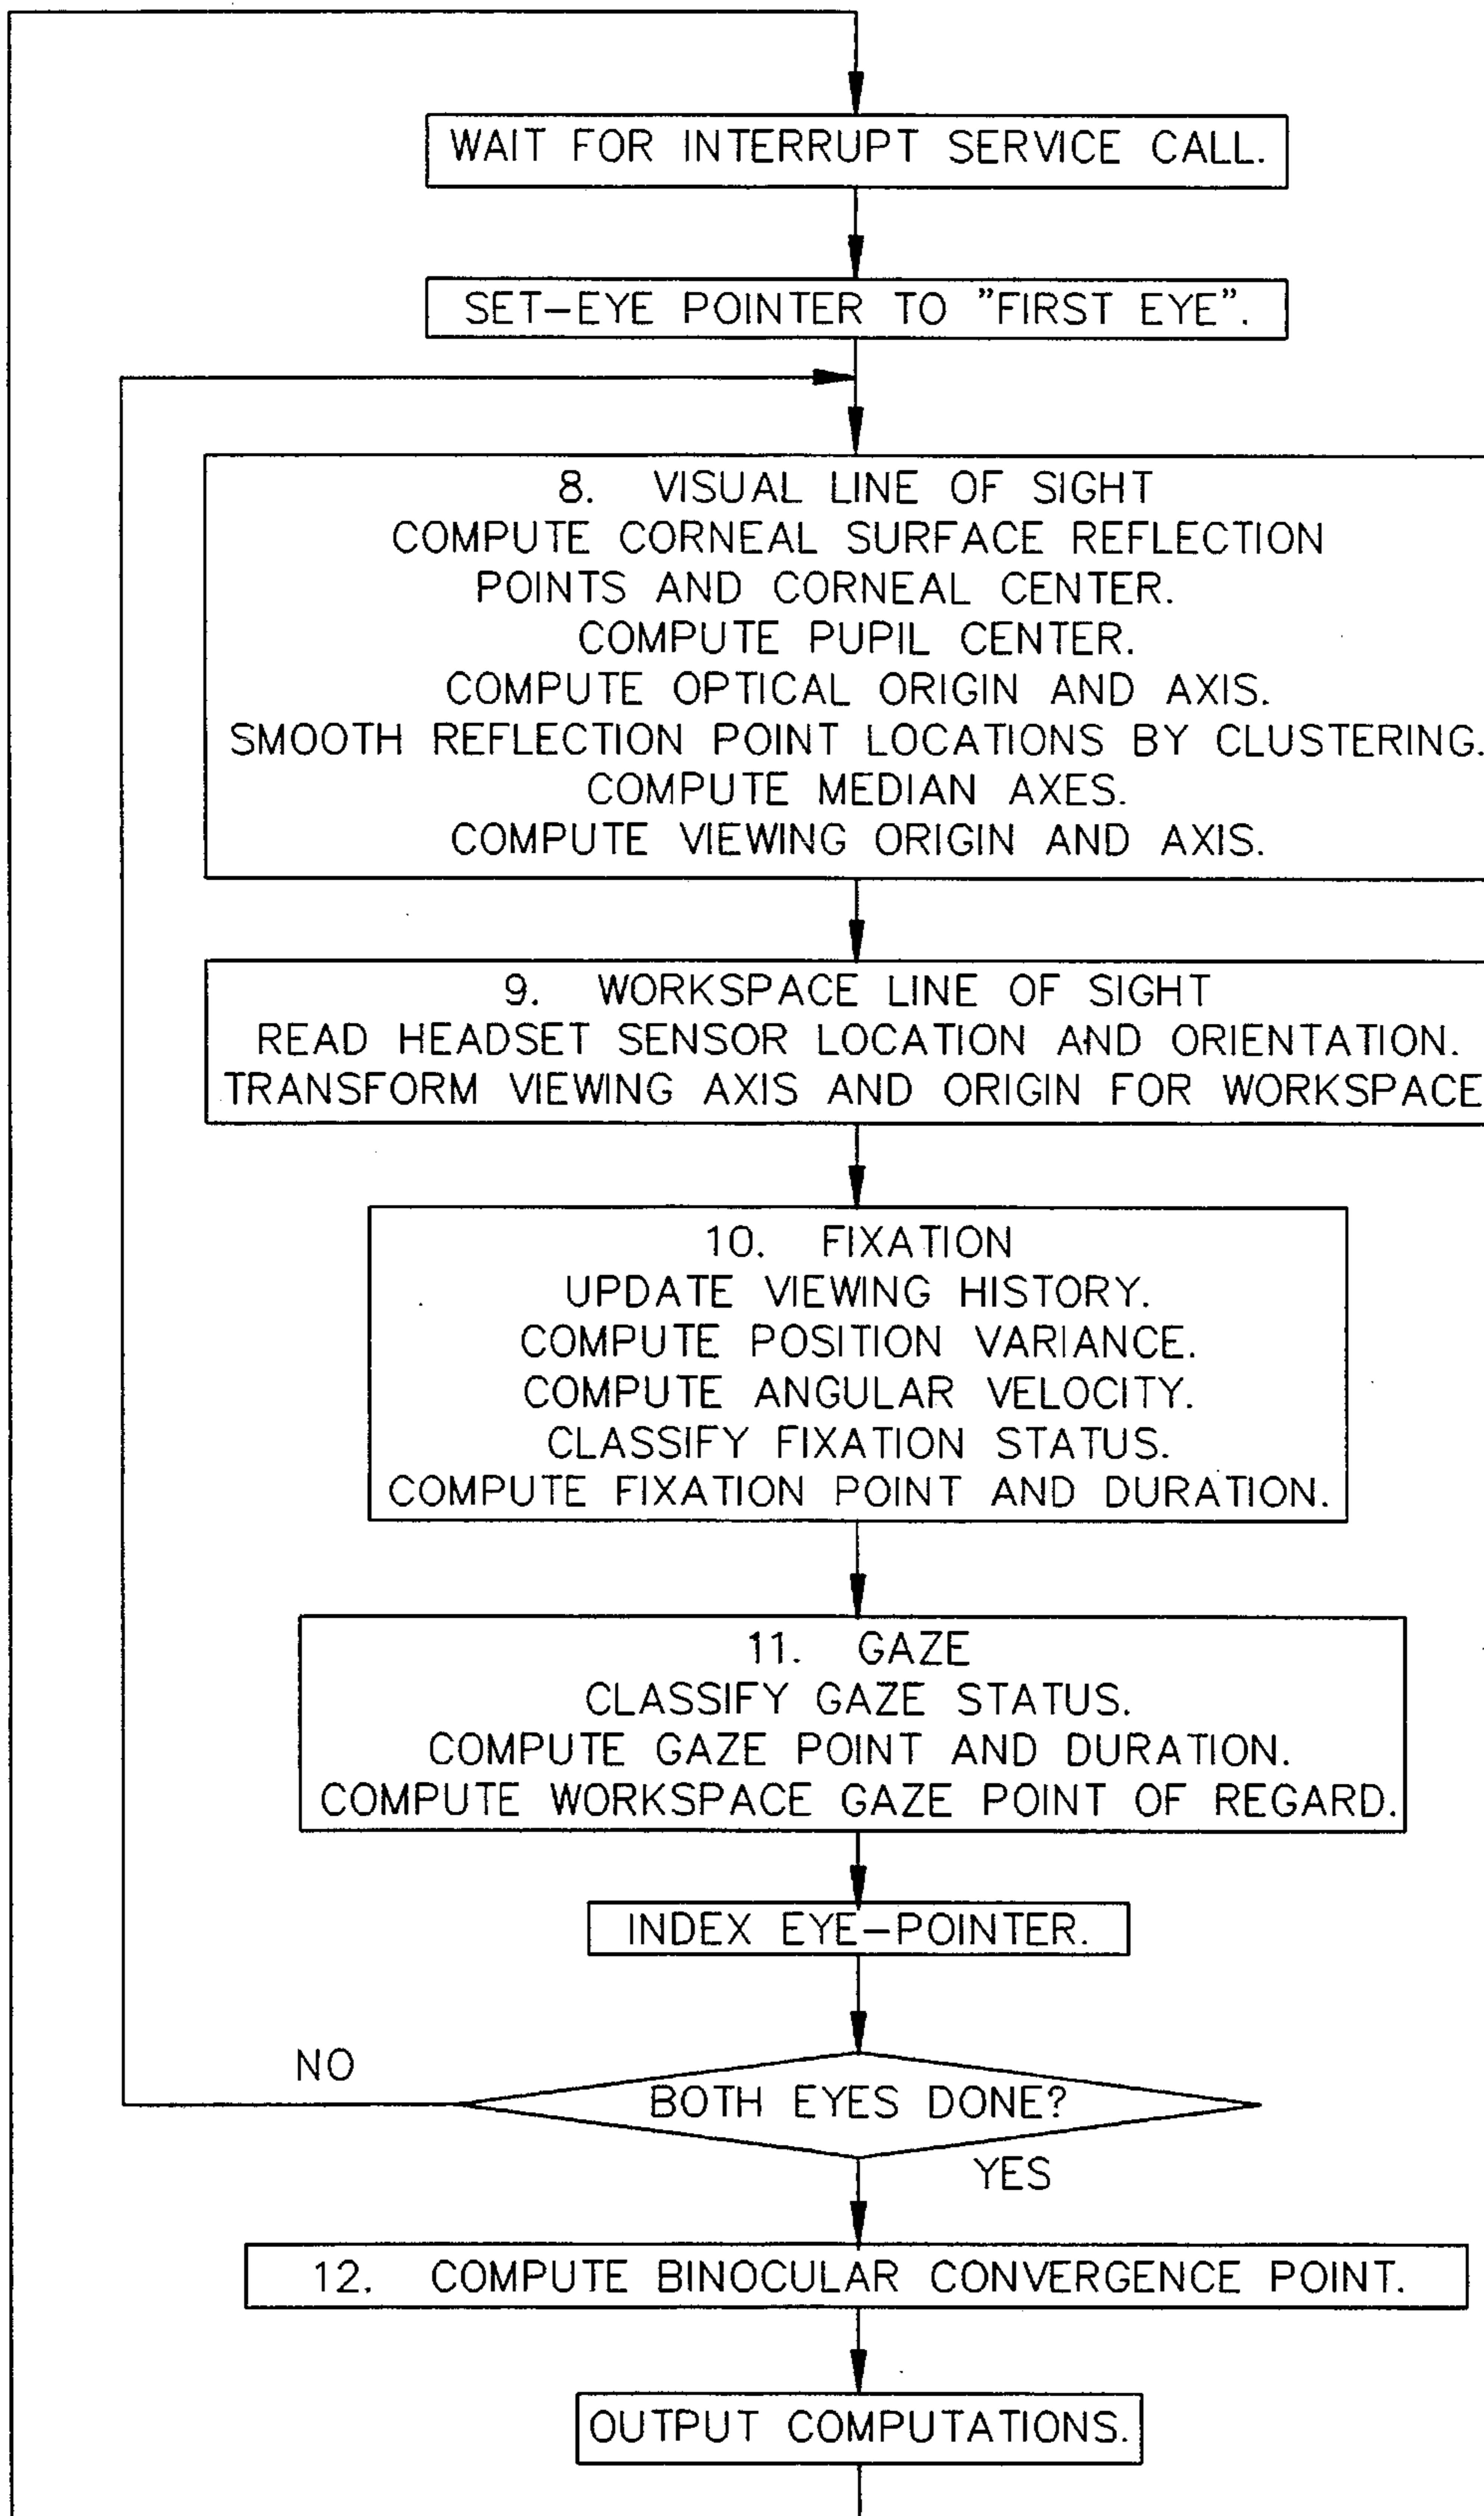 WAIT FOR INTERRUPT SERVICE CALL.
SET-EYE POINTER TO "FIRST EYE".
8. VISUAL LINE OF SIGHT
COMPUTE CORNEAL SURFACE REFLECTION
POINTS AND CORNEAL CENTER.
COMPUTE PUPIL CENTER.
COMPUTE OPTICAL ORIGIN AND AXIS.
SMOOTH REFLECTION POINT LOCATIONS BY CLUSTERING.
COMPUTE MEDIAN AXES.
COMPUTE VIEWING ORIGIN AND AXIS.
9. WORKSPACE LINE OF SIGHT
READ HEADSET SENSOR LOCATION AND ORIENTATION.
TRANSFORM VIEWING AXIS AND ORIGIN FOR WORKSPACE
10. FIXATION
UPDATE VIEWING HISTORY.
COMPUTE POSITION VARIANCE.
COMPUTE ANGULAR VELOCITY.
CLASSIFY FIXATION STATUS.
COMPUTE FIXATION POINT AND DURATION.
11. GAZE
CLASSIFY GAZE STATUS.
COMPUTE GAZE POINT AND DURATION.
COMPUTE WORKSPACE GAZE POINT OF REGARD.
INDEX EYE-POINTER.
NO
BOTH EYES DONE?
YES
12. COMPUTE BINOCULAR CONVERGENCE POINT.
OUTPUT COMPUTATIONS.